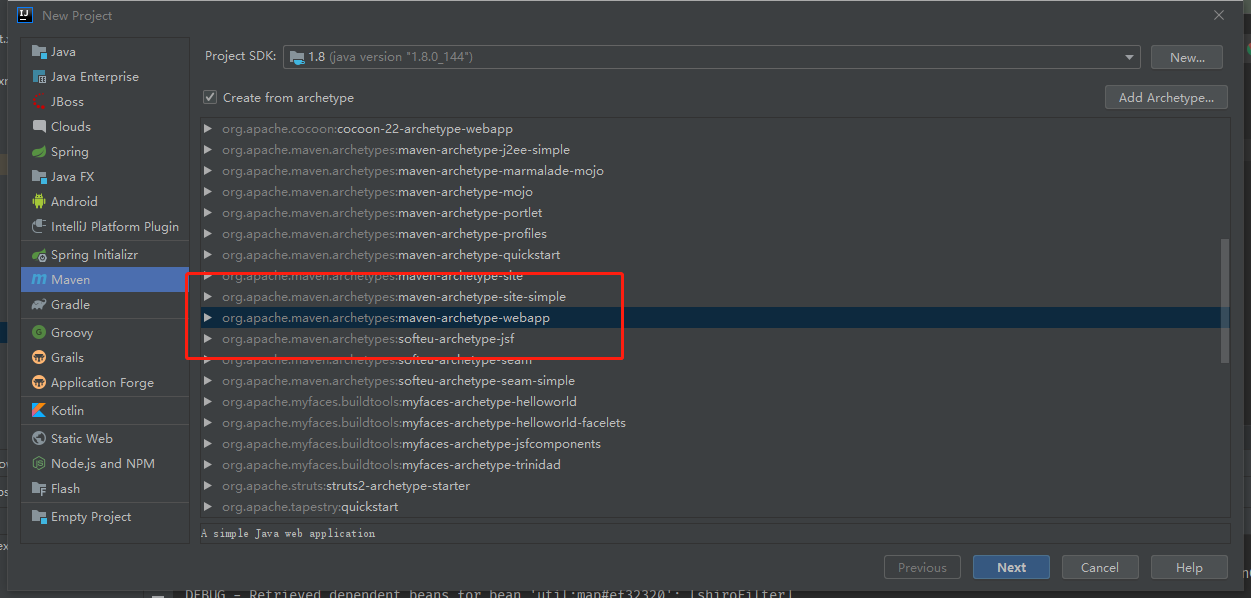 New Project
Java
Java Enterprise
JBoss
Clouds
Spring
Java FX
Android
IntelliJ Platform Plugin
Spring Initializr
Maven
Gradle
Groovy
Grails
Application Forge
Kotlin
Static Web
Node.js and NPM
Flash
Empty Project
Project SDK: 1.8 (java version "1.8.0_144") New...
Create from archetype Add Archetype...
org.apache.cocoon:cocoon-22-archetype-webapp
org.apache.maven.archetypes:maven-archetype-j2ee-simple
org.apache.maven.archetypes:maven-archetype-marmalade-mojo
org.apache.maven.archetypes:maven-archetype-mojo
org.apache.maven.archetypes:maven-archetype-portlet
org.apache.maven.archetypes:maven-archetype-profiles
org.apache.maven.archetypes:maven-archetype-quickstart
org.apache.maven.archetypes:maven-archetype-site
org.apache.maven.archetypes:maven-archetype-site-simple
org.apache.maven.archetypes:maven-archetype-webapp
org.apache.maven.archetypes:softeu-archetype-jsf
org.apache.maven.archetypes:softeu-archetype-seam
org.apache.maven.archetypes:softeu-archetype-seam-simple
org.apache.myfaces.buildtools:myfaces-archetype-helloworld
org.apache.myfaces.buildtools:myfaces-archetype-helloworld-facelets
org.apache.myfaces.buildtools:myfaces-archetype-jsfcomponents
org.apache.myfaces.buildtools:myfaces-archetype-trinidad
org.apache.struts:struts2-archetype-starter
org.apache.tapestry:quickstart
A simple Java web application
Previous Next Cancel Help
DEBUG - Retrieved dependent beans for bean 'util:map#ef32320': [shiroFilter]